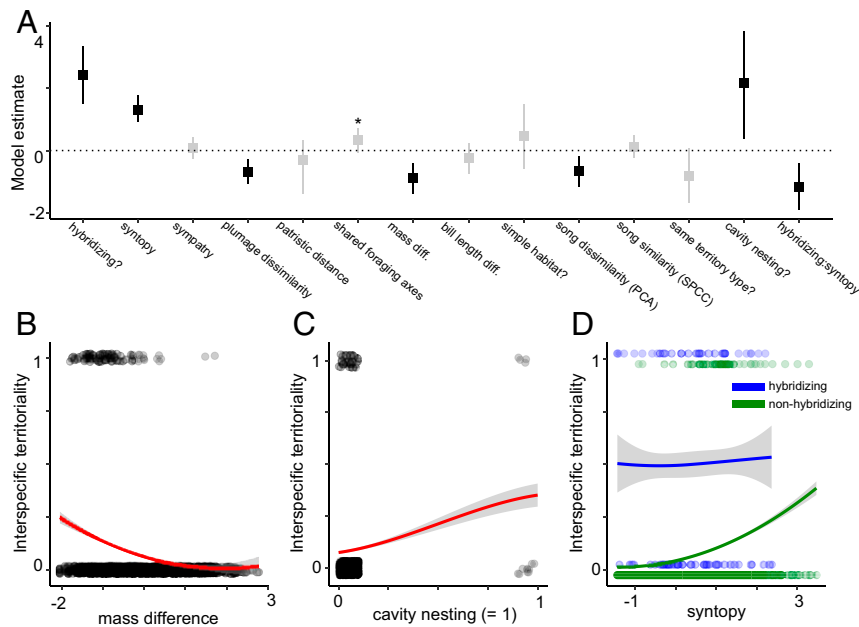 A
4
0
-2
Model estimate
*
hybridizing?
syntopy
sympatry
plumage dissimilarity
patristic distance
shared foraging axes
mass diff.
bill length diff.
simple habitat?
song dissimilarity (PCA)
song similarity (SPCC)
same territory type?
cavity nesting?
hybridizing:syntopy
B
Interspecific territoriality
1
0
-2
3
mass difference
C
Interspecific territoriality
1
0
0
1
cavity nesting (= 1)
D
Interspecific territoriality
1
0
hybridizing
non-hybridizing
-1
3
syntopy